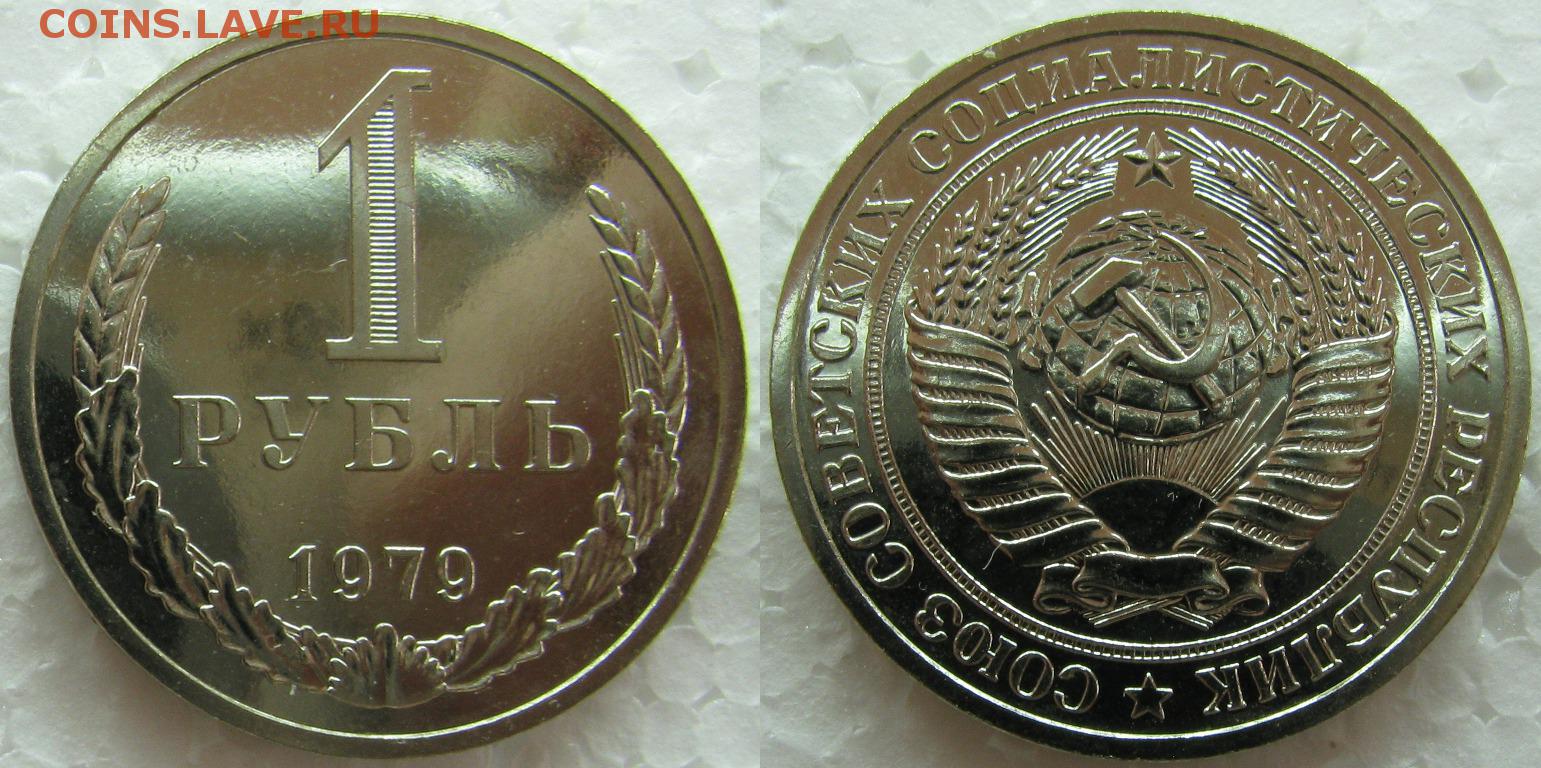 COINS.LAVE.RU
1
РУБЛЬ
1979
СОЮЗ СОВЕТСКИХ СОЦИАЛИСТИЧЕСКИХ РЕСПУБЛИК